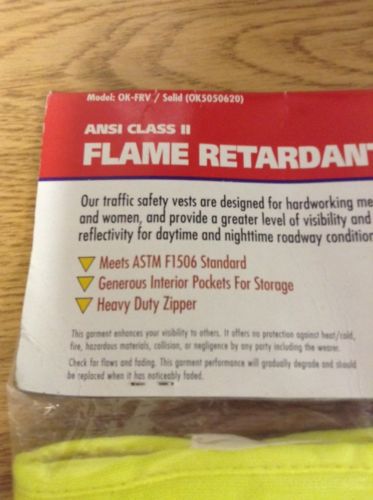 Model: OK-FRV / Solid (OK5050620)
ANSI CLASS II
FLAME RETARDANT
Our traffic safety vests are designed for hardworking me
and women, and provide a greater level of visibility and
reflectivity for daytime and nighttime roadway condition
Meets ASTM F1506 Standard
Generous Interior Pockets For Storage
Heavy Duty Zipper
This garment enhances your visibility to others. It offers no protection against heat/cold,
fire, hazardous materials, collision, or negligence by any party including the wearer.
Check for flaws and fading. This garment performance will gradually degrade and should
be replaced when it has noticeably faded.